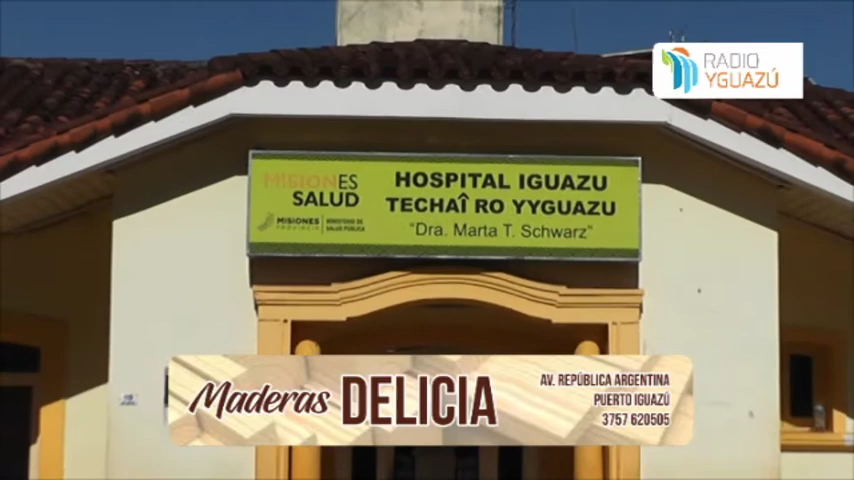 RADIO
YGUAZÚ
MISIONES
SALUD
MISIONES
PROVINCIA
MINISTERIO DE
SALUD PÚBLICA
HOSPITAL IGUAZU
TECHAÎ RO YYGUAZU
"Dra. Marta T. Schwarz"
Maderas DELICIA
AV. REPÚBLICA ARGENTINA
PUERTO IGUAZÚ
3757 620505